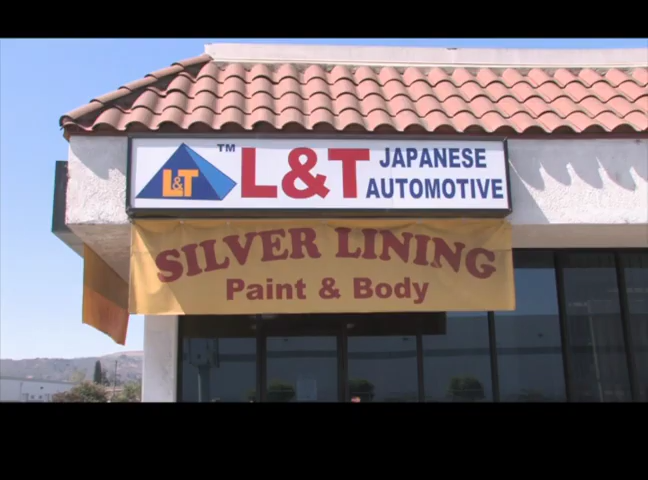 L&T
TM
L&T JAPANESE
AUTOMOTIVE
SILVER LINING
Paint & Body